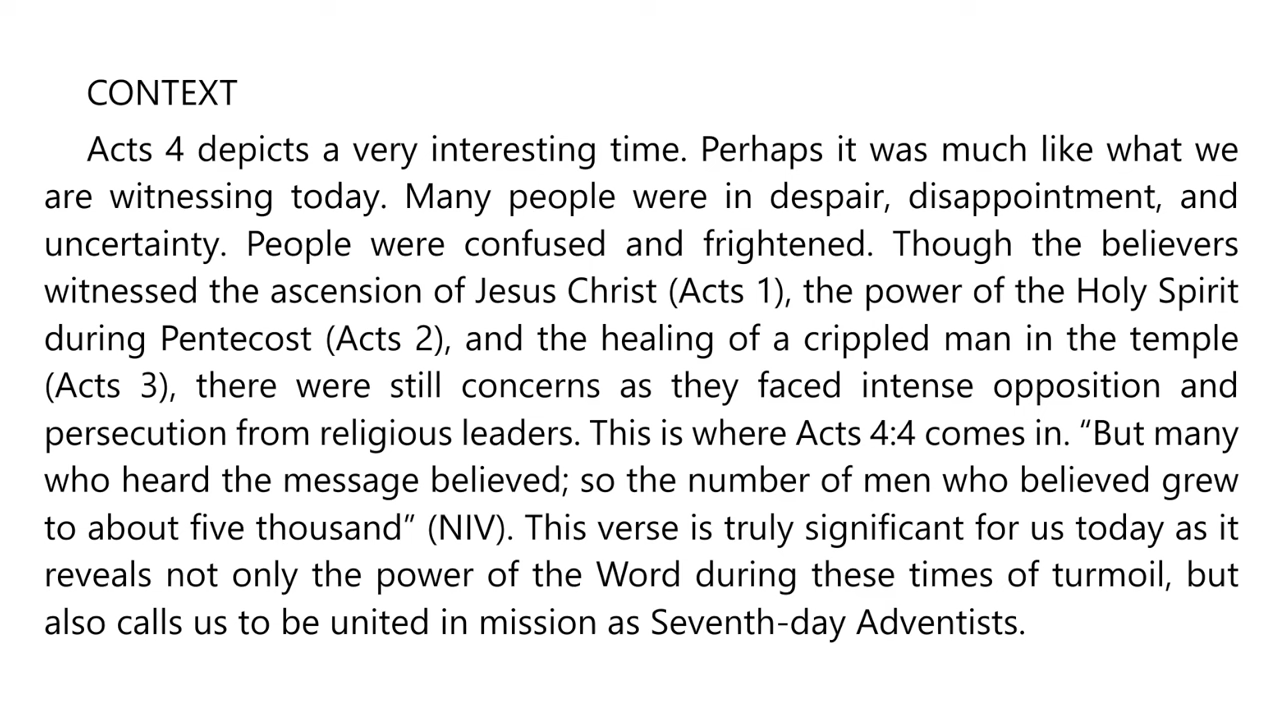 CONTEXT
Acts 4 depicts a very interesting time. Perhaps it was much like what we
are witnessing today. Many people were in despair, disappointment, and
uncertainty. People were confused and frightened. Though the believers
witnessed the ascension of Jesus Christ (Acts 1), the power of the Holy Spirit
during Pentecost (Acts 2), and the healing of a crippled man in the temple
(Acts 3), there were still concerns as they faced intense opposition and
persecution from religious leaders. This is where Acts 4:4 comes in. “But many
who heard the message believed; so the number of men who believed grew
to about five thousand” (NIV). This verse is truly significant for us today as it
reveals not only the power of the Word during these times of turmoil, but
also calls us to be united in mission as Seventh-day Adventists.